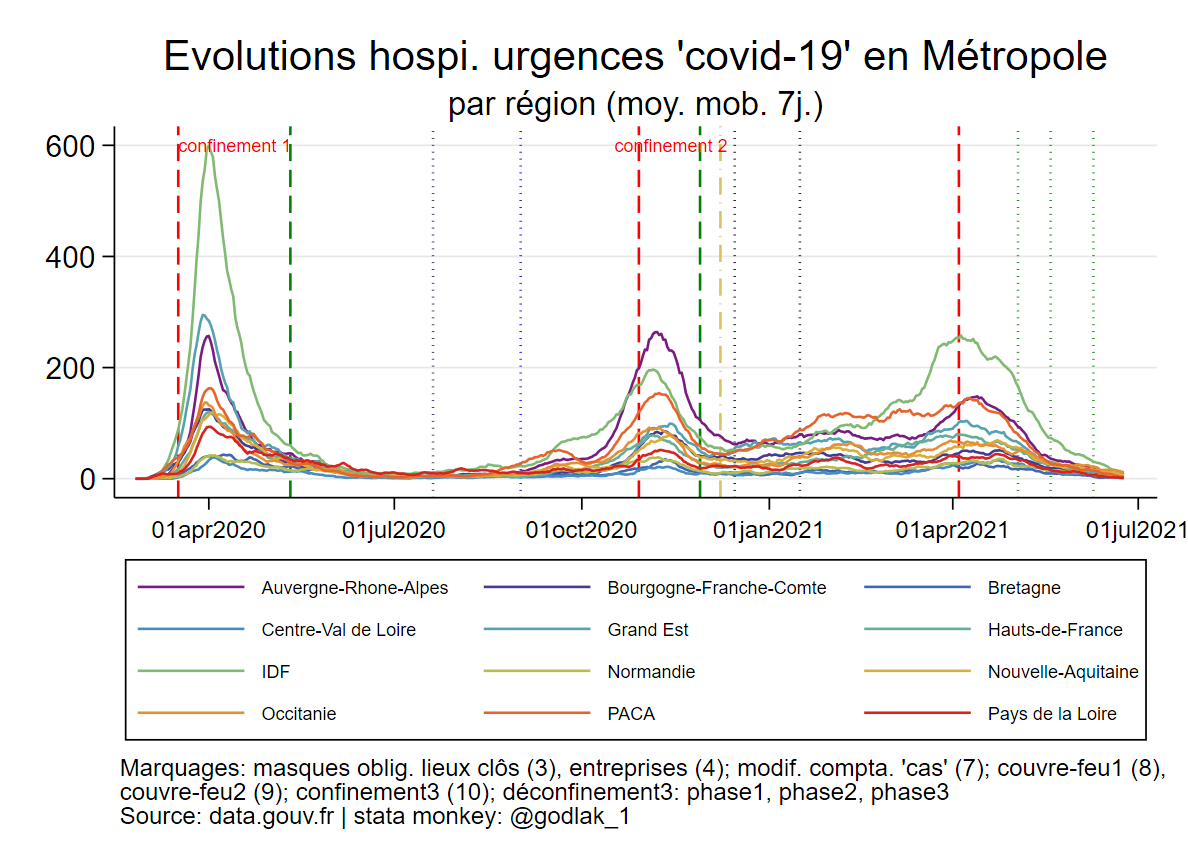 Evolutions hospi. urgences 'covid-19' en Métropole
par région (moy. mob. 7j.)
confinement 1
confinement 2
600
400
200
0
01apr2020
01jul2020
01oct2020
01jan2021
01apr2021
01jul2021
Auvergne-Rhone-Alpes
Bourgogne-Franche-Comte
Bretagne
Centre-Val de Loire
Grand Est
Hauts-de-France
IDF
Normandie
Nouvelle-Aquitaine
Occitanie
PACA
Pays de la Loire
Marquages: masques oblig. lieux clôs (3), entreprises (4); modif. compta. 'cas' (7); couvre-feu1 (8),
couvre-feu2 (9); confinement3 (10); déconfinement3: phase1, phase2, phase3
Source: data.gouv.fr | stata monkey: @godlak_1